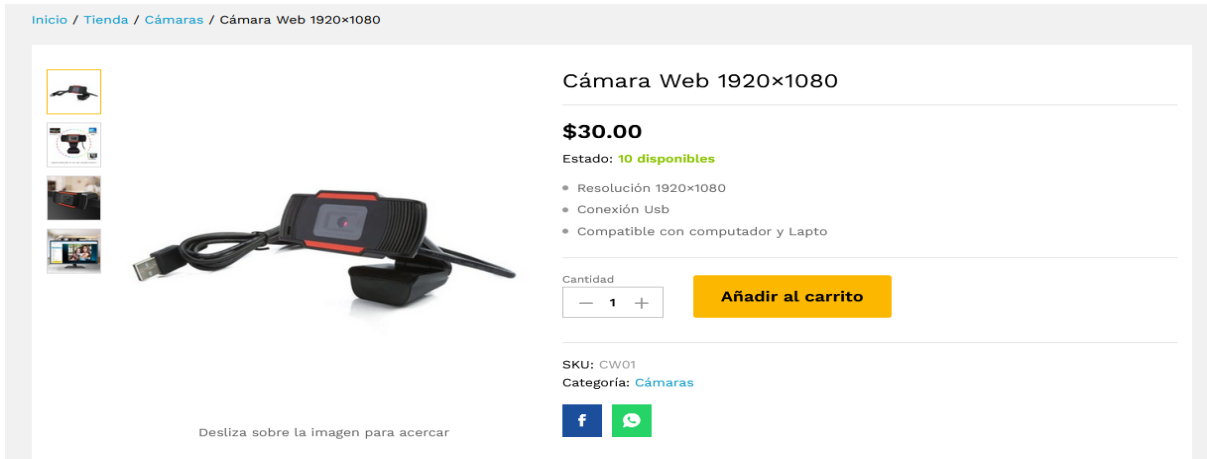 Inicio / Tienda / Cámaras / Cámara Web 1920×1080
Cámara Web 1920×1080
$30.00
Estado: 10 disponibles
Resolución 1920×1080
Conexión Usb
Compatible con computador y Lapto
Cantidad
— 1 +
Añadir al carrito
SKU: CW01
Categoría: Cámaras
Desliza sobre la imagen para acercar